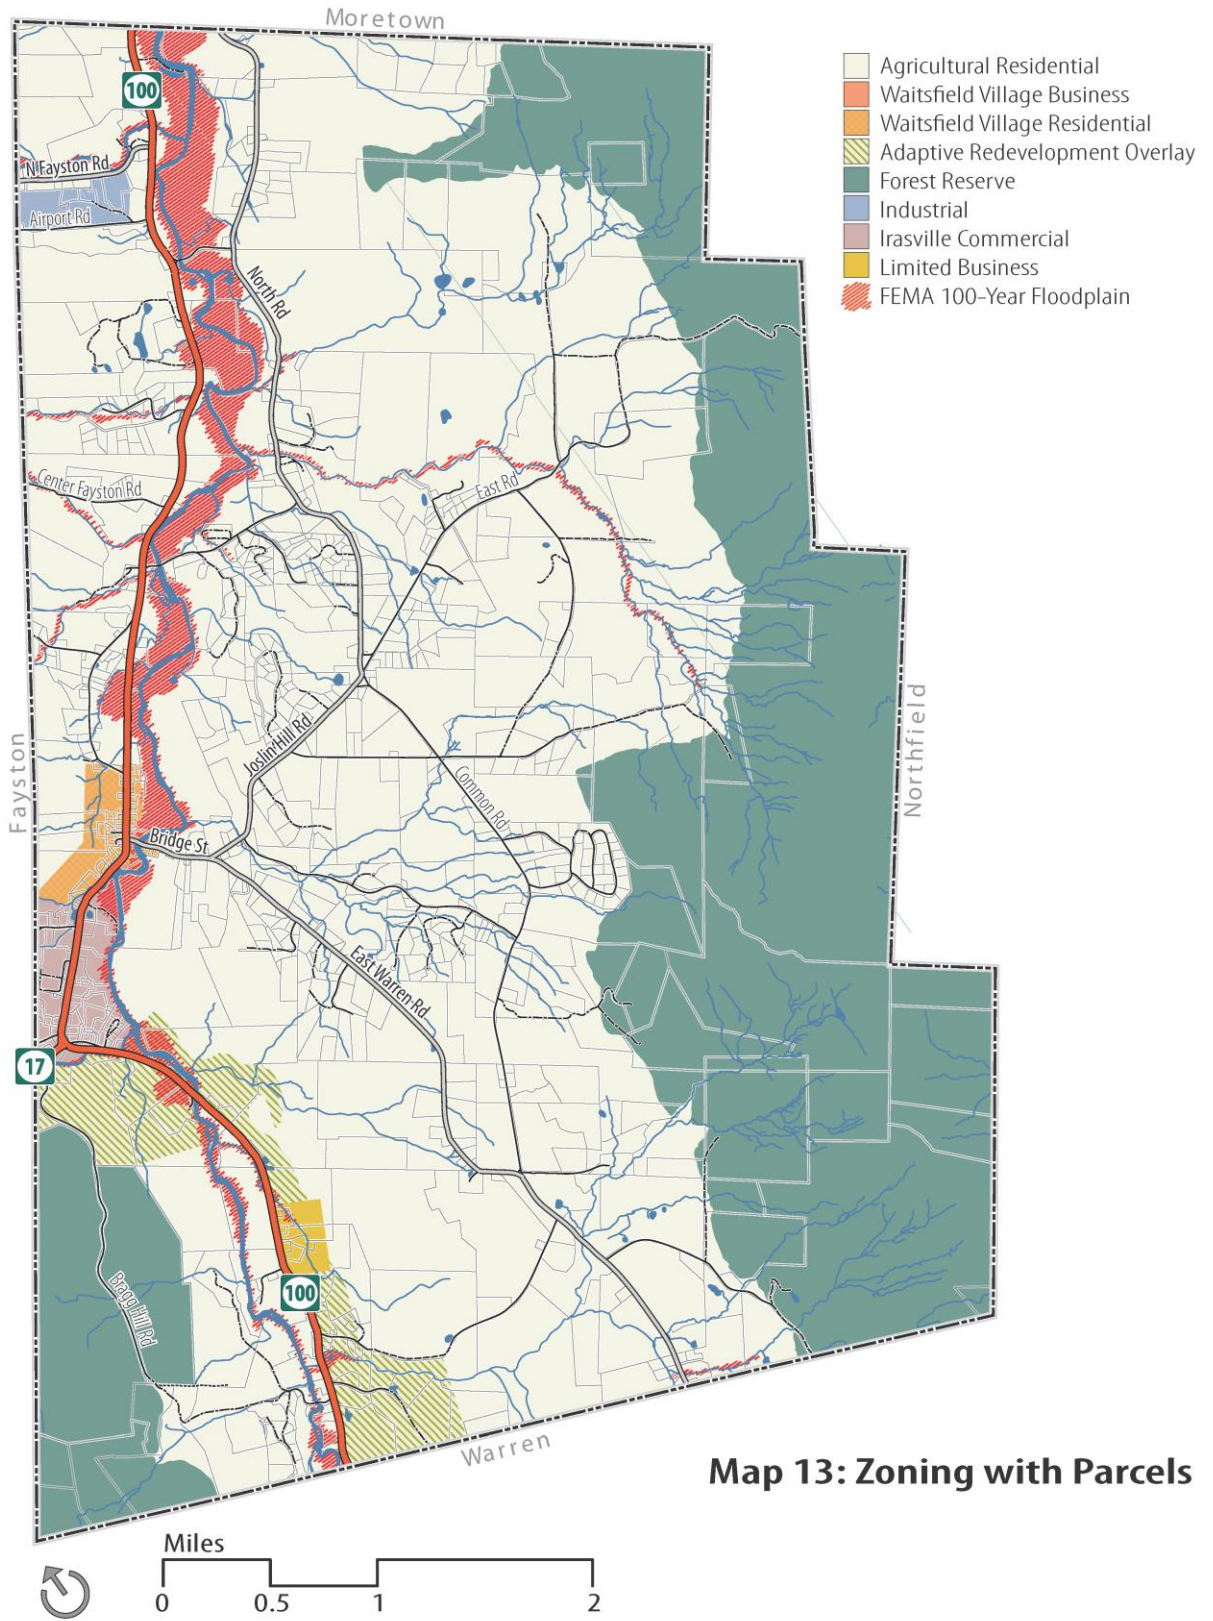 Moretown
Agricultural Residential
Waitsfield Village Business
Waitsfield Village Residential
Adaptive Redevelopment Overlay
Forest Reserve
Industrial
Irasville Commercial
Limited Business
FEMA 100-Year Floodplain
100
N Fayston Rd
Airport Rd
North Rd
Center Fayston Rd
East Rd
Joslin Hill Rd
Common Rd
Fayston
Northfield
Bridge St
East Warren Rd
17
100
Bragg Hill Rd
Warren
Map 13: Zoning with Parcels
Miles
0 0.5 1 2